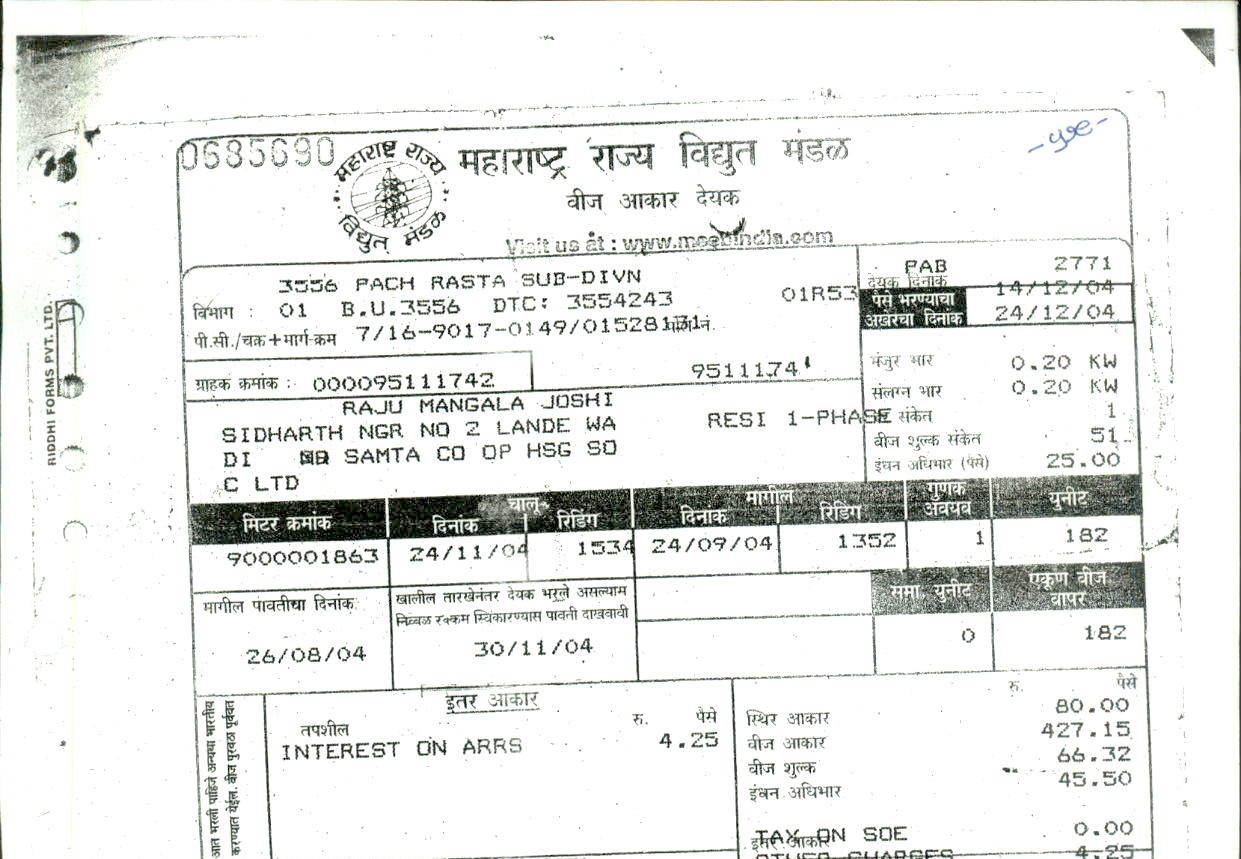 0685690
महाराष्ट्र राज्य विद्युत मंडळ
महाराष्ट्र राज्य विद्युत मंडळ
वीज आकार देयक
Visit us at : www.msebindia.com
-yse-
3556 PACH RASTA SUB-DIVN
PAB 2771
विभाग : 01 B.U.3556 DTC: 3554243 01R53
देयक दिनांक 14/12/04
पैसे भरण्याचा अखेरचा दिनांक 24/12/04
पी.सी./चक्र+मार्ग-क्रम 7/16-9017-0149/01528
ग्राहक क्रमांक : 000095111742 9511174
मंजुर भार 0.20 KW
संलग्न भार 0.20 KW
RAJU MANGALA JOSHI
SIDHARTH NGR NO 2 LANDE WA
DI SAMTA CO OP HSG SO
C LTD
RESI 1-PHASE
संकेत 1
वीज शुल्क संकेत 51
इंधन अधिभार (पैसे) 25.00
मिटर क्रमांक चालू दिनांक रिडिंग मागील दिनांक रिडिंग गुणक अवयव युनीट
9000001863 24/11/04 1534 24/09/04 1352 1 182
मागील पावतीचा दिनांक
खालील तारखेनंतर देयक भरले असल्यास
निव्वळ रक्कम स्विकारण्यास पावती दाखवावी
समा युनीट एकूण वीज वापर
26/08/04 30/11/04 0 182
आत भरली पाहिजे अन्यथा भारतीय
करण्यात येईल. वीज पुरवठा पूर्ववत
इतर आकार
तपशील रु. पैसे
INTEREST ON ARRS 4.25
रु. पैसे
स्थिर आकार 80.00
वीज आकार 427.15
वीज शुल्क 66.32
इंधन अधिभार 45.50
TAX ON SOE 0.00
इतर आकार
OTHER CHARGES 4.25
RIDDHI FORMS PVT. LTD.